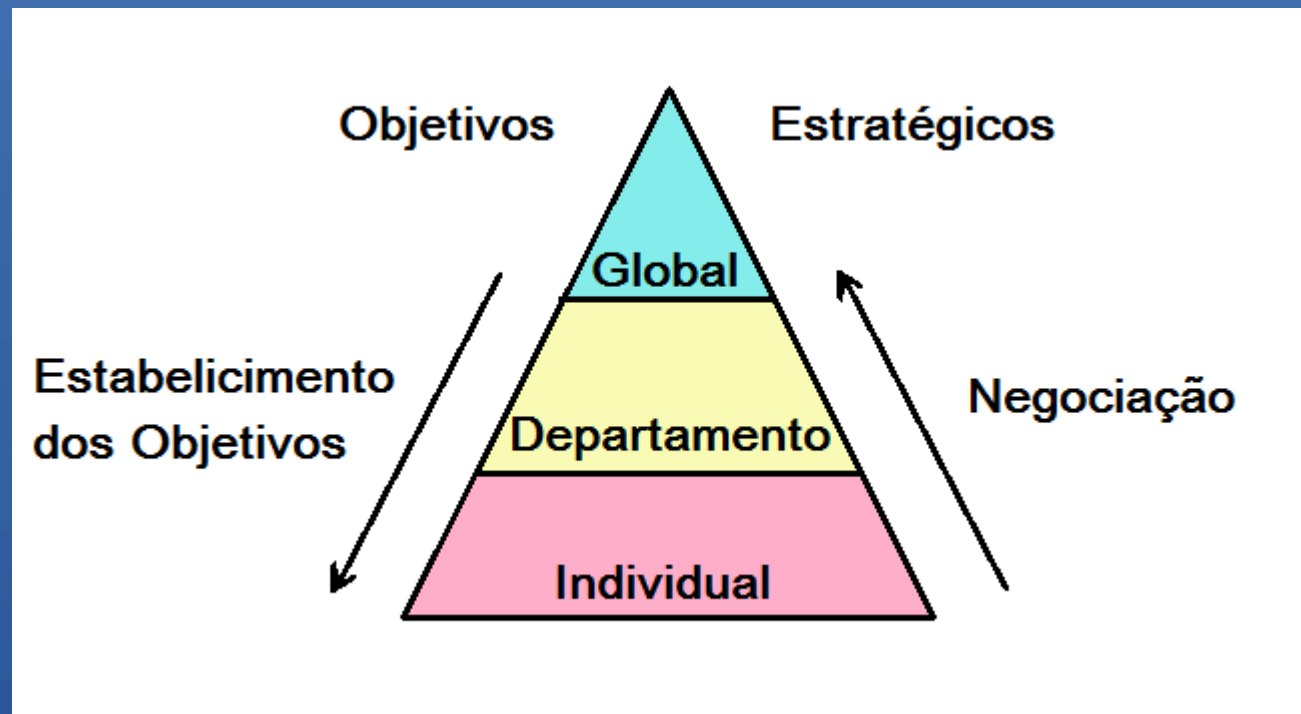 Objetivos Estratégicos
Global
Estabelicimento
dos Objetivos
Negociação
Departamento
Individual